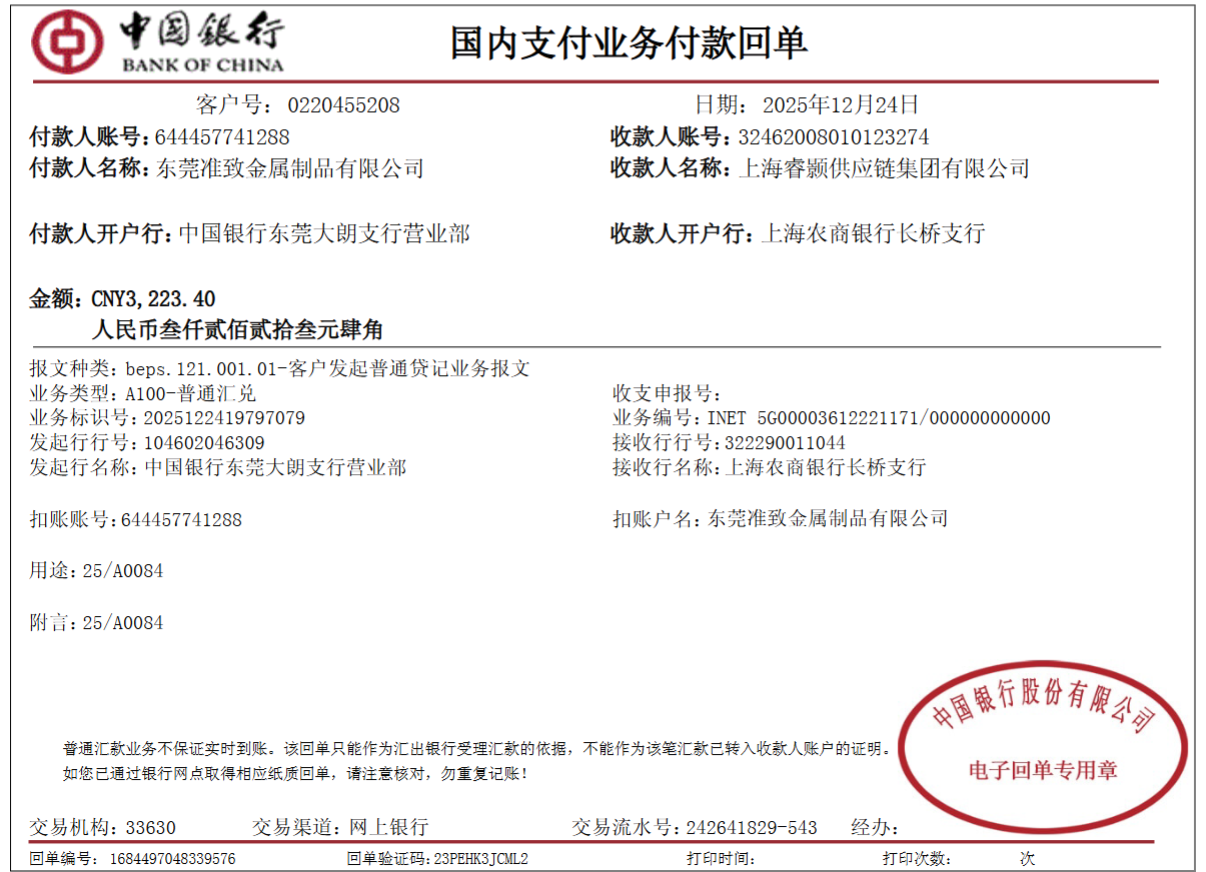 中国銀行
BANK OF CHINA
国内支付业务付款回单
客户号：0220455208 日期：2025年12月24日
付款人账号：644457741288 收款人账号：32462008010123274
付款人名称：东莞准致金属制品有限公司 收款人名称：上海睿颢供应链集团有限公司
付款人开户行：中国银行东莞大朗支行营业部 收款人开户行：上海农商银行长桥支行
金额：CNY3,223.40
人民币叁仟贰佰贰拾叁元肆角
报文种类：beps.121.001.01-客户发起普通贷记业务报文
业务类型：A100-普通汇兑 收支申报号：
业务标识号：2025122419797079 业务编号：INET 5G00003612221171/000000000000
发起行行号：104602046309 接收行行号：322290011044
发起行名称：中国银行东莞大朗支行营业部 接收行名称：上海农商银行长桥支行
扣账账号：644457741288 扣账户名：东莞准致金属制品有限公司
用途：25/A0084
附言：25/A0084
中国银行股份有限公司
电子回单专用章
普通汇款业务不保证实时到账。该回单只能作为汇出银行受理汇款的依据，不能作为该笔汇款已转入收款人账户的证明。
如您已通过银行网点取得相应纸质回单，请注意核对，勿重复记账！
交易机构：33630 交易渠道：网上银行 交易流水号：242641829-543 经办：
回单编号：1684497048339576 回单验证码：23PEHK3JCML2 打印时间： 打印次数： 次